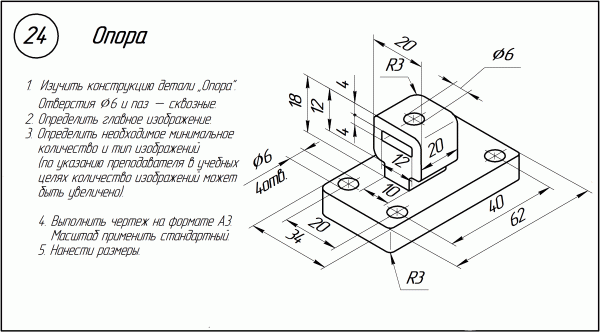 24
Опора
1 Изучить конструкцию детали „Опора"
Отверстия Ø6 и паз – сквозные.
2. Определить главное изображение.
3 Определить необходимое минимальное
количество и тип изображений
(по указанию преподавателя в учебных
целях количество изображений может
быть увеличено).
4. Выполнить чертеж на формате А3.
Масштаб применить стандартный.
5. Нанести размеры.
20
Ø6
R3
4
18
12
4
12
20
Ø6
4отв.
10
20
34
40
62
R3